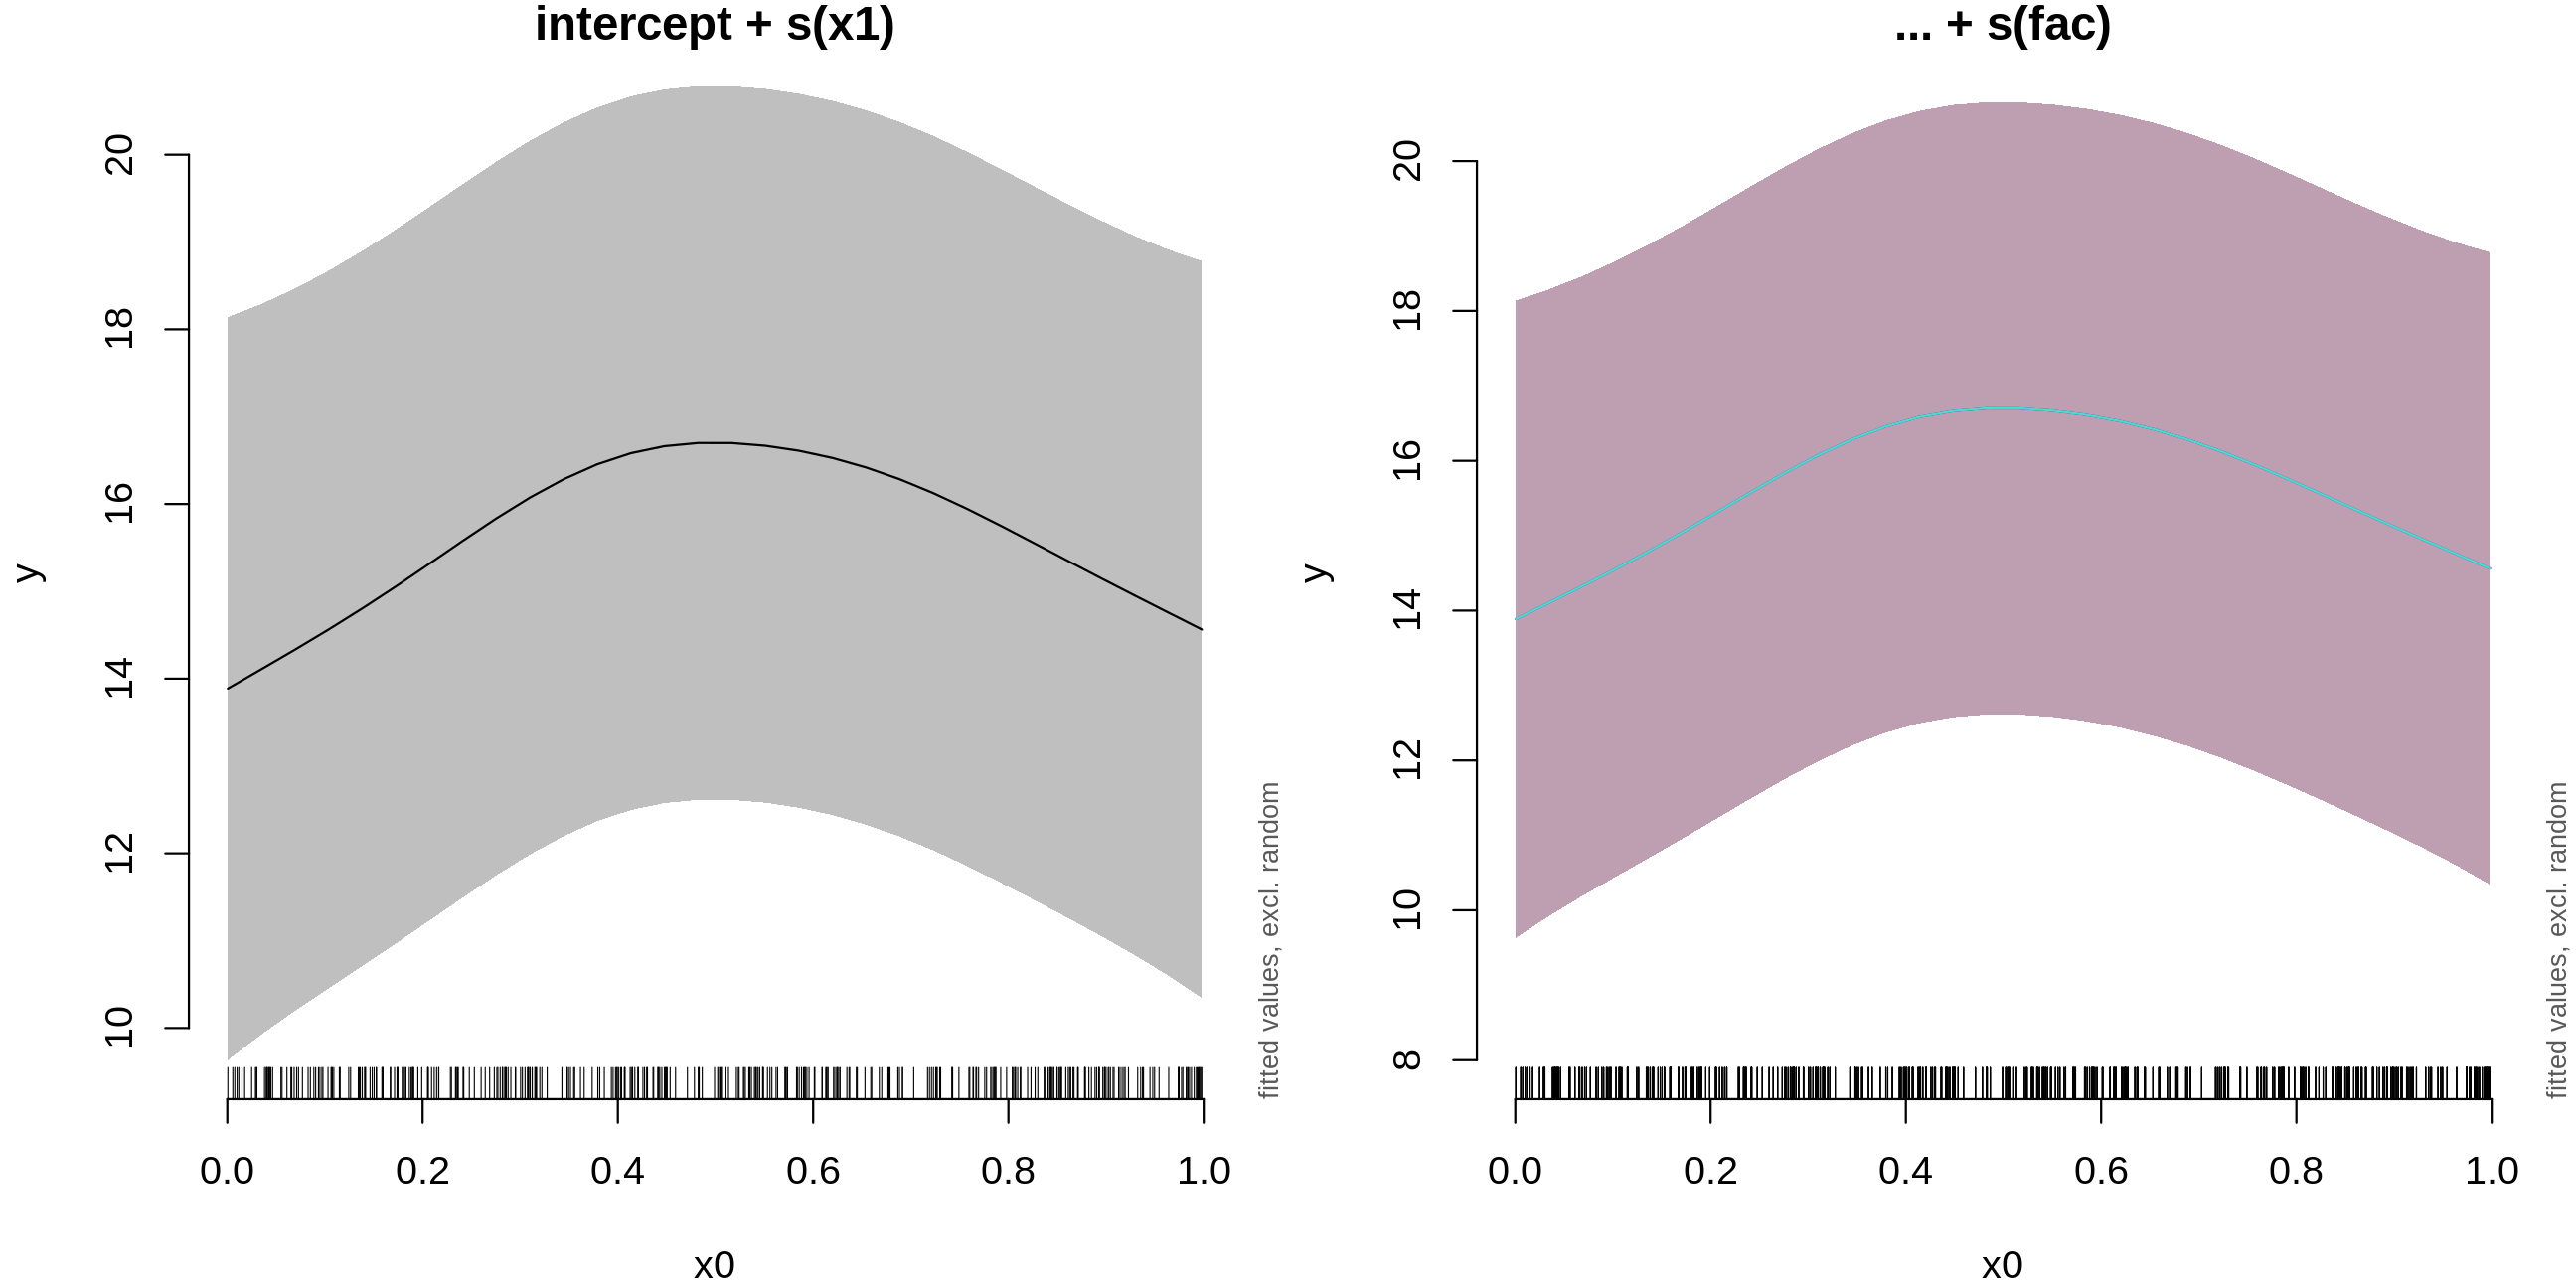 intercept + s(x1)
y
20
18
16
14
12
10
0.0 0.2 0.4 0.6 0.8 1.0
x0
fitted values, excl. random
... + s(fac)
y
20
18
16
14
12
10
8
0.0 0.2 0.4 0.6 0.8 1.0
x0
fitted values, excl. random